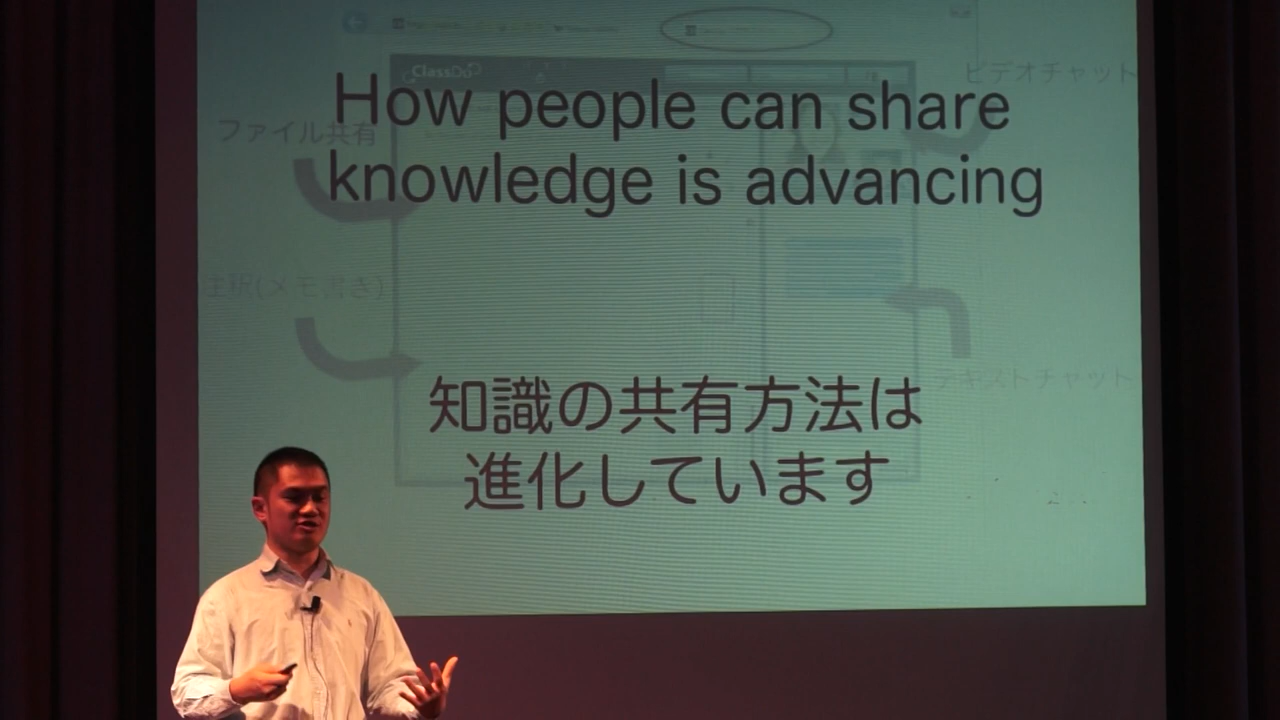 ClassDo
ビデオチャット
How people can share
ファイル共有
knowledge is advancing
注釈(メモ書き)
テキストチャット
知識の共有方法は
進化しています